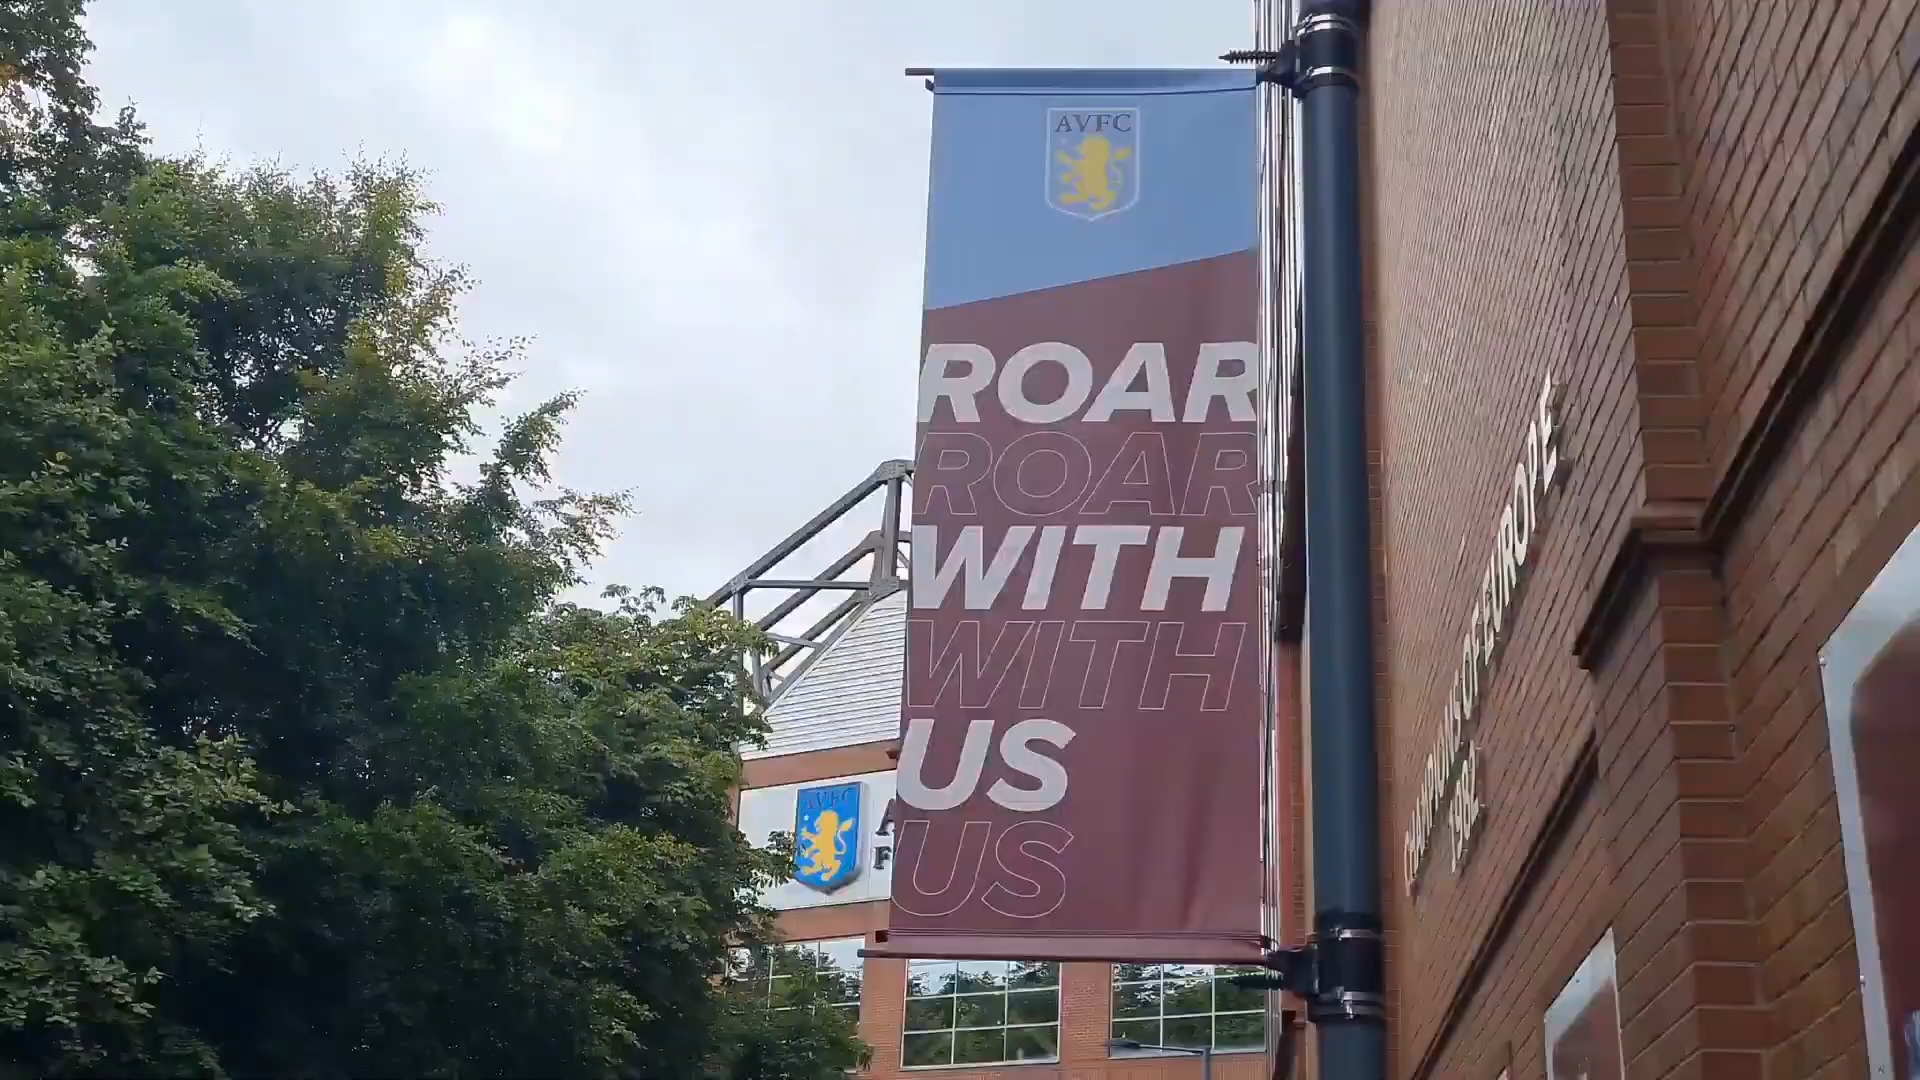 AVFC
ROAR
ROAR
WITH
WITH
US
US
AVFC
A
F
CHAMPIONS OF EUROPE
1982